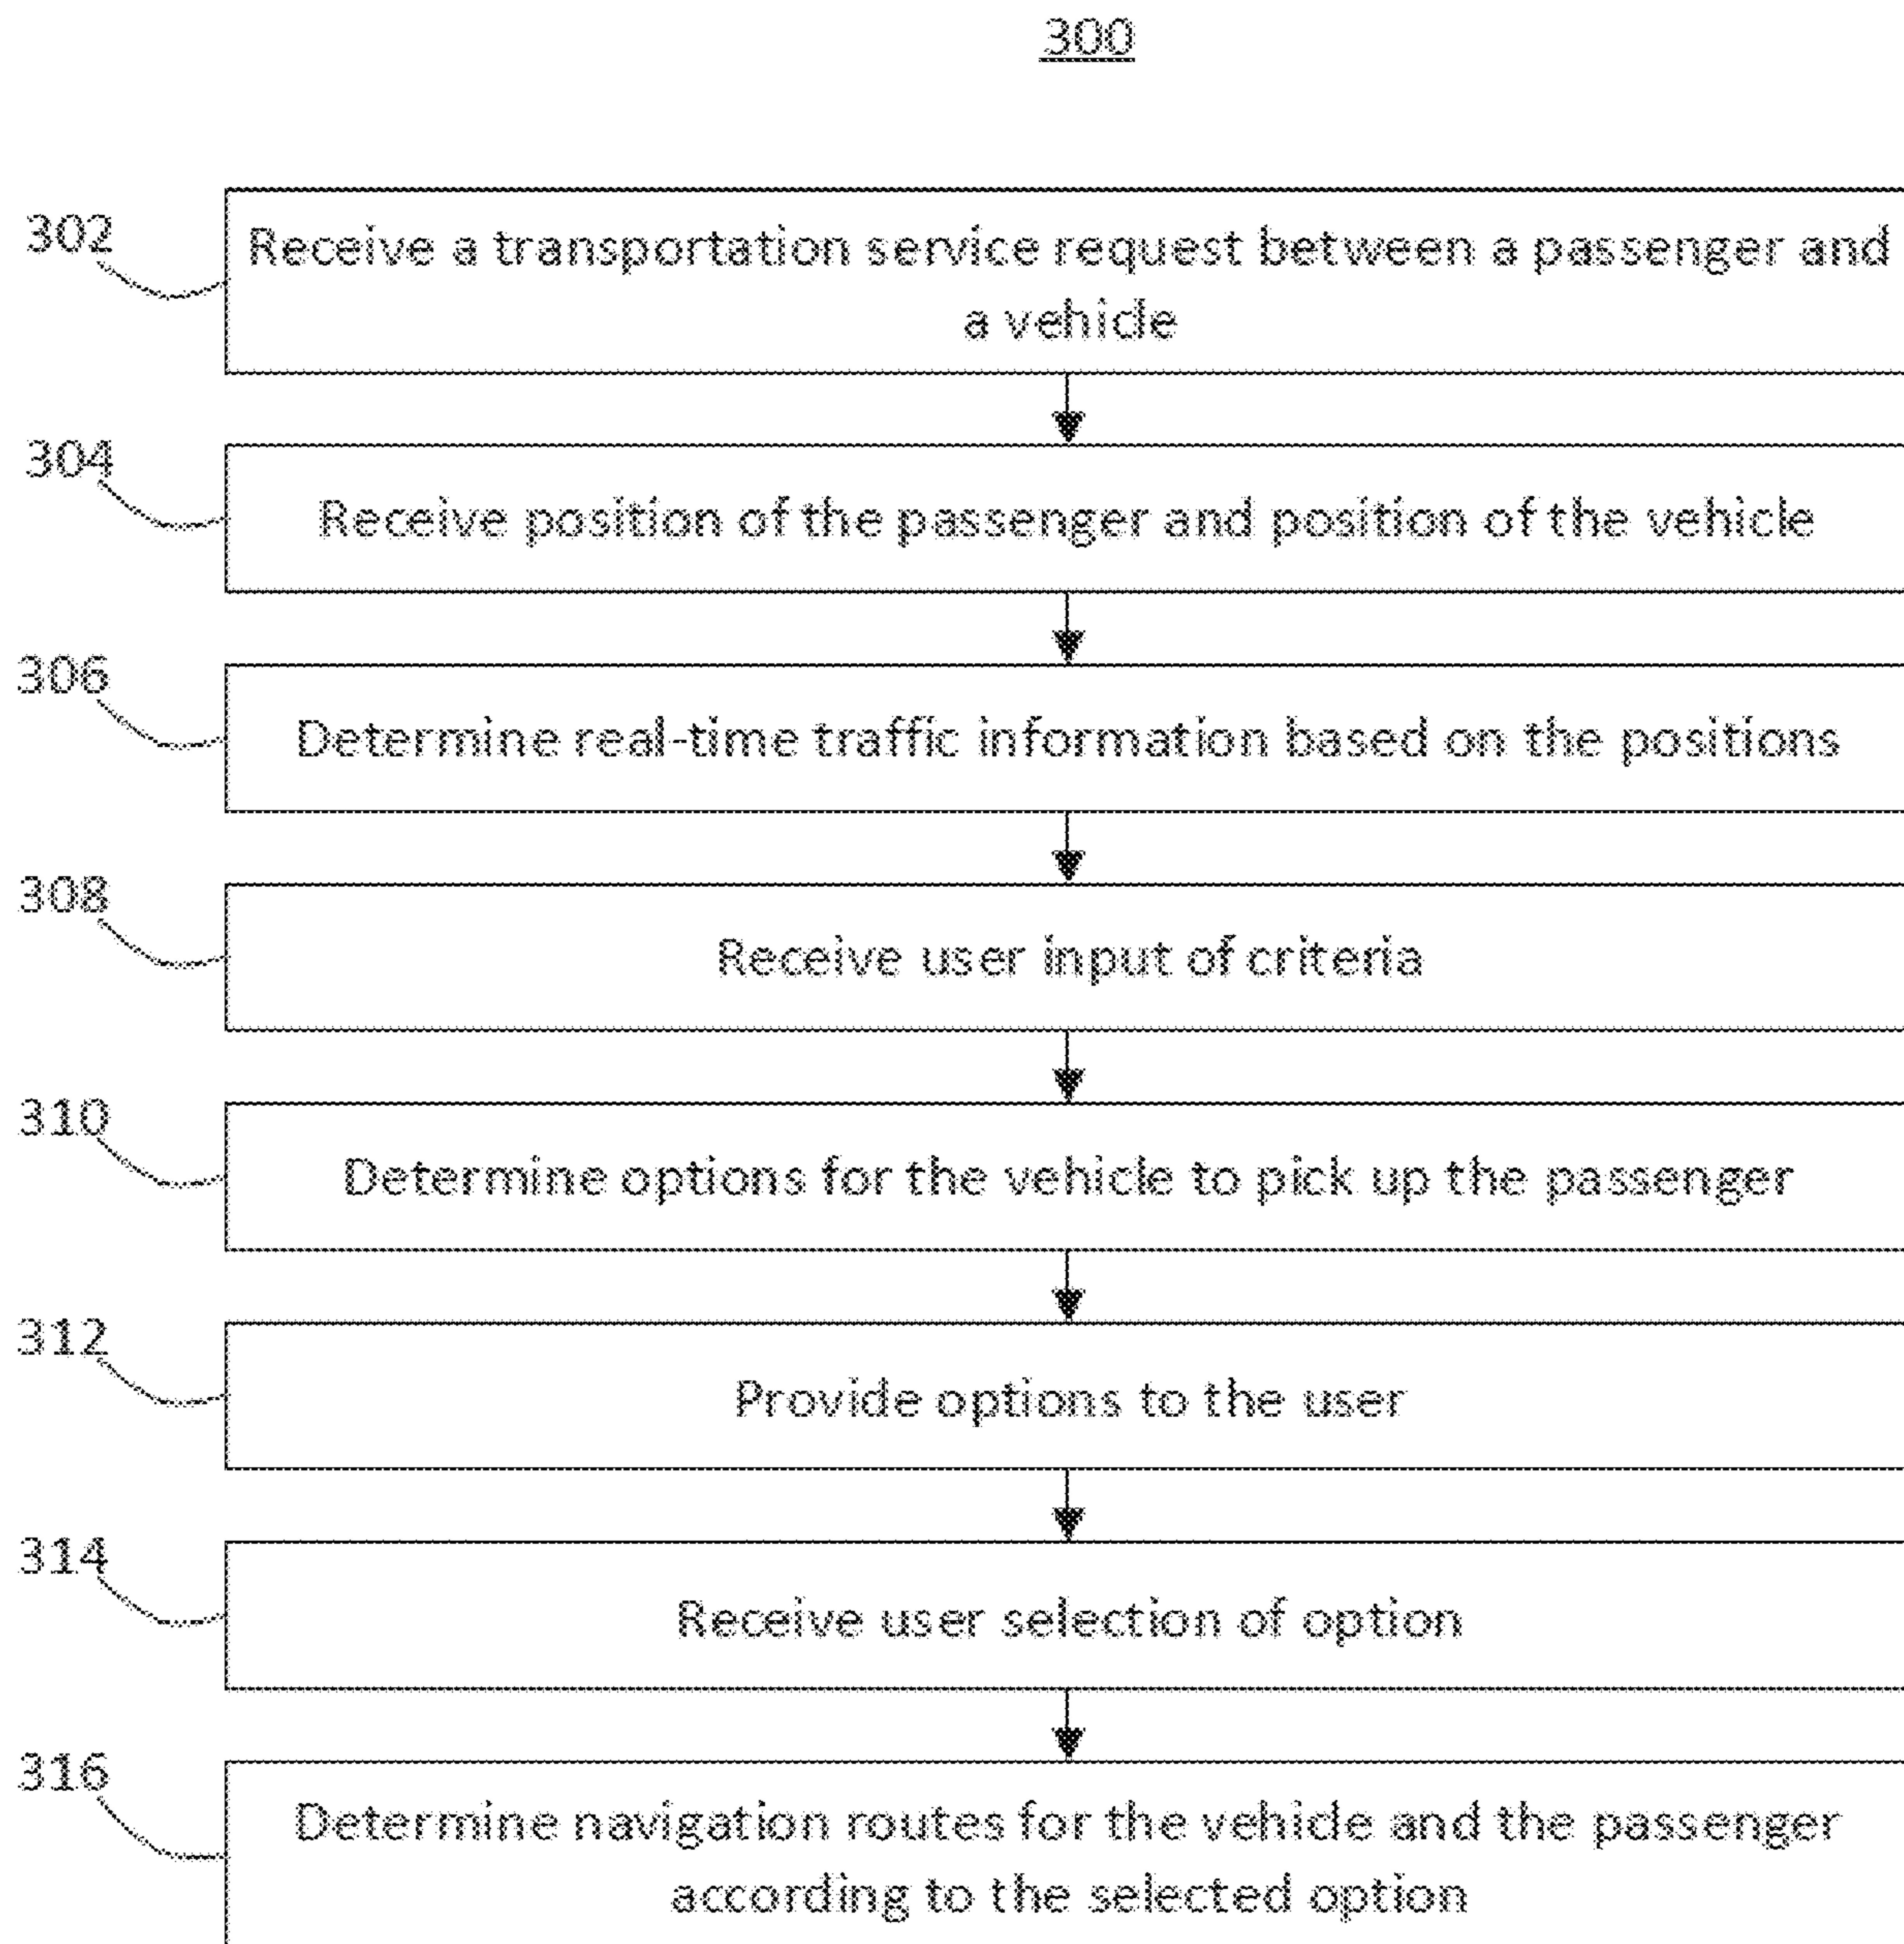 300
302
Receive a transportation service request between a passenger and
a vehicle
304
Receive position of the passenger and position of the vehicle
306
Determine real-time traffic information based on the positions
308
Receive user input of criteria
310
Determine options for the vehicle to pick up the passenger
312
Provide options to the user
314
Receive user selection of option
316
Determine navigation routes for the vehicle and the passenger
according to the selected option